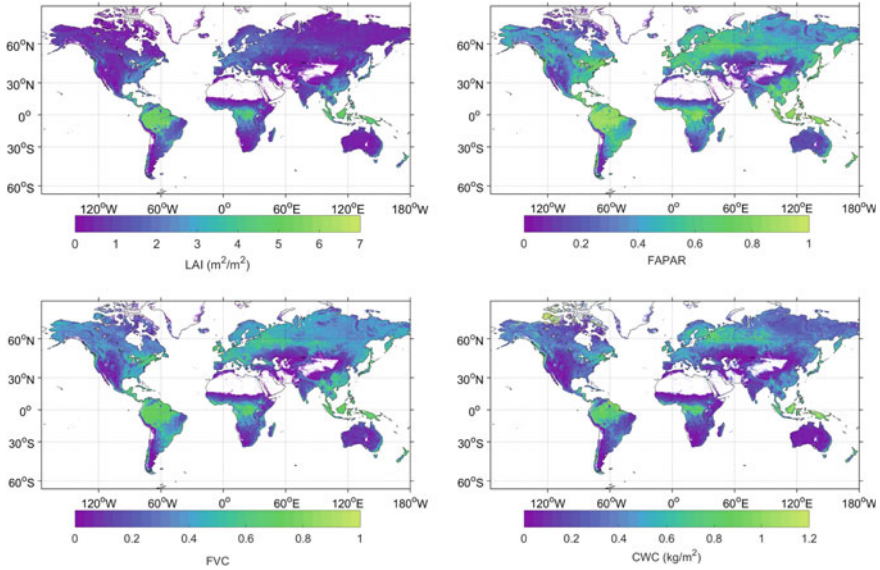 60°N 60°N
30°N 30°N
0° 0°
30°S 30°S
60°S 60°S
120°W 60°W 0° 60°E 120°E 180°W 120°W 60°W 0° 60°E 120°E 180°W
0 1 2 3 4 5 6 7 0 0.2 0.4 0.6 0.8 1
LAI (m²/m²) FAPAR
60°N 60°N
30°N 30°N
0° 0°
30°S 30°S
60°S 60°S
120°W 60°W 0° 60°E 120°E 180°W 120°W 60°W 0° 60°E 120°E 180°W
0 0.2 0.4 0.6 0.8 1 0 0.2 0.4 0.6 0.8 1 1.2
FVC CWC (kg/m²)